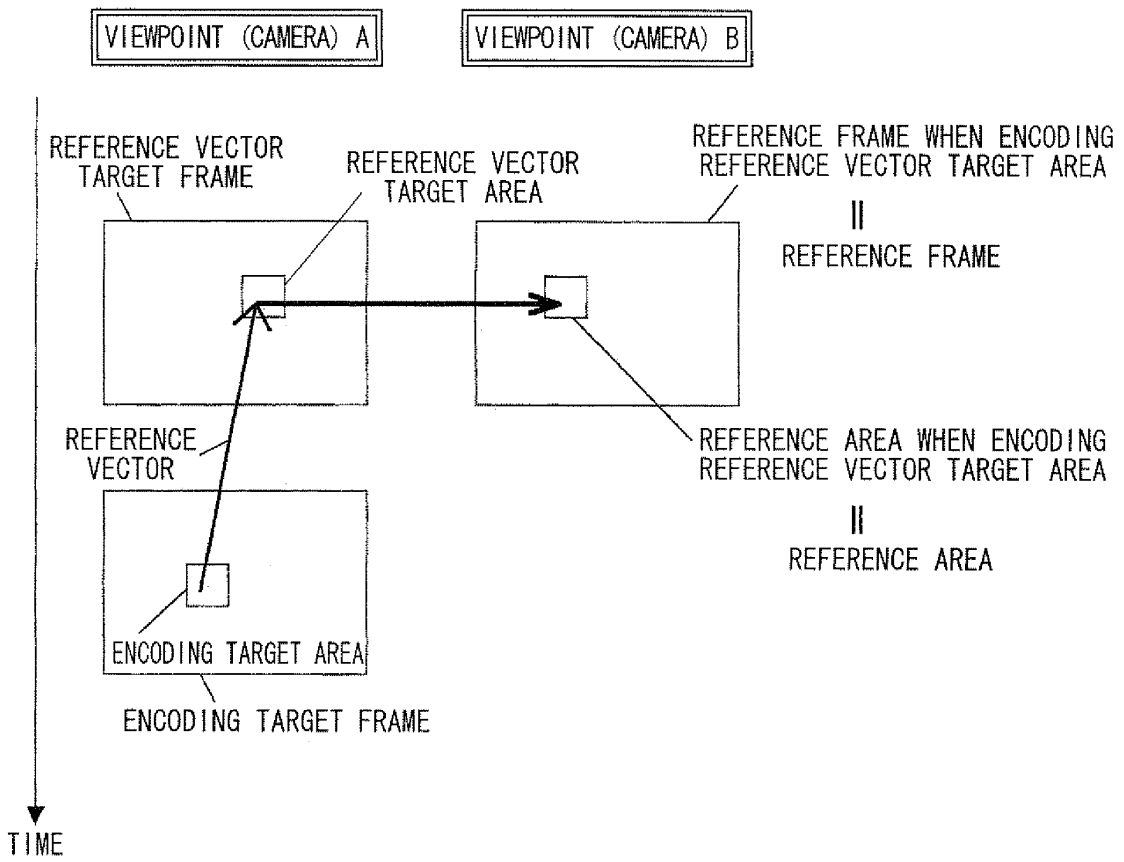 VIEWPOINT (CAMERA) A
VIEWPOINT (CAMERA) B
REFERENCE VECTOR
TARGET FRAME
REFERENCE VECTOR
TARGET AREA
REFERENCE FRAME WHEN ENCODING
REFERENCE VECTOR TARGET AREA
||
REFERENCE FRAME
REFERENCE
VECTOR
REFERENCE AREA WHEN ENCODING
REFERENCE VECTOR TARGET AREA
||
REFERENCE AREA
ENCODING TARGET AREA
ENCODING TARGET FRAME
TIME